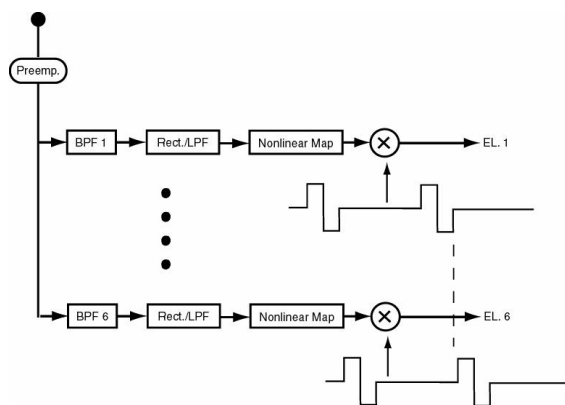 Preemp.
BPF 1
Rect./LPF
Nonlinear Map
EL. 1
BPF 6
Rect./LPF
Nonlinear Map
EL. 6